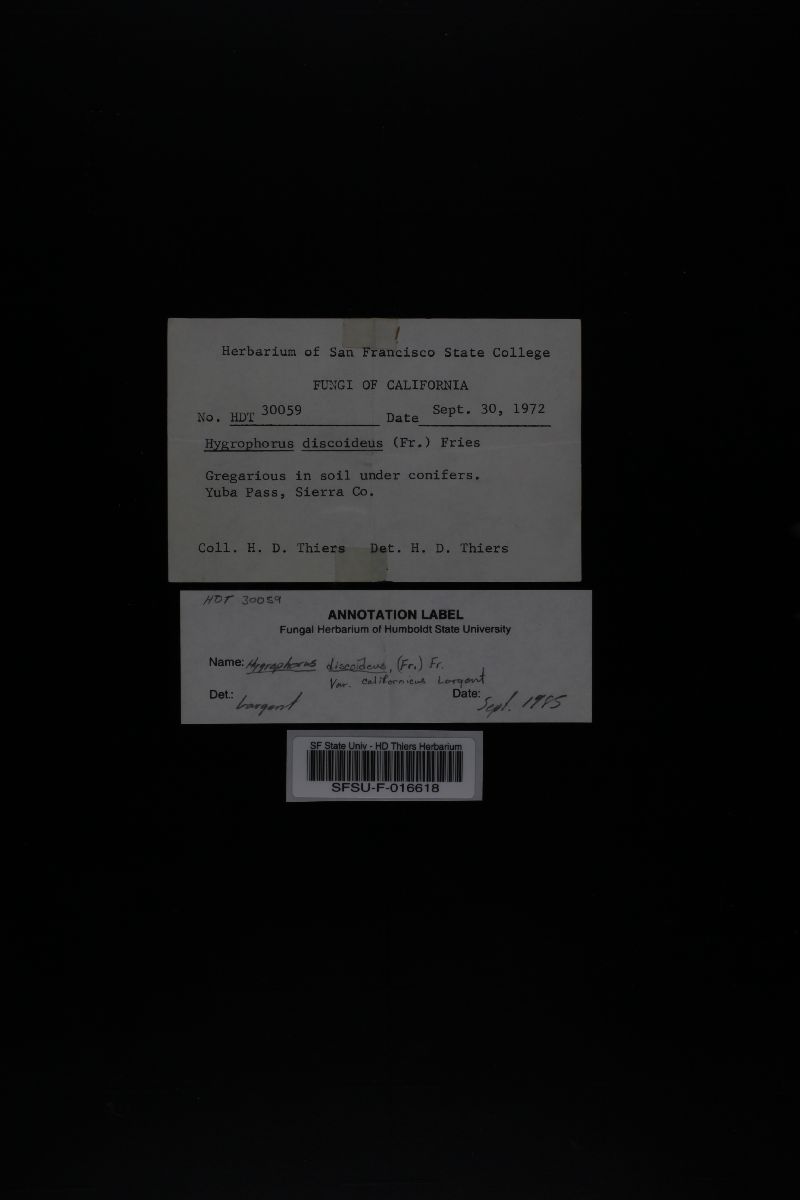 Herbarium of San Francisco State College
FUNGI OF CALIFORNIA
No. HDT 30059 Date Sept. 30, 1972
Hygrophorus discoideus (Fr.) Fries
Gregarious in soil under conifers.
Yuba Pass, Sierra Co.
Coll. H. D. Thiers Det. H. D. Thiers
HDT 30059
ANNOTATION LABEL
Fungal Herbarium of Humboldt State University
Name: Hygrophorus discoideus, (Fr.) Fr.
Var. californicus Largent
Det.: Largent Date: Sept. 1985
SF State Univ - HD Thiers Herbarium
SFSU-F-016618